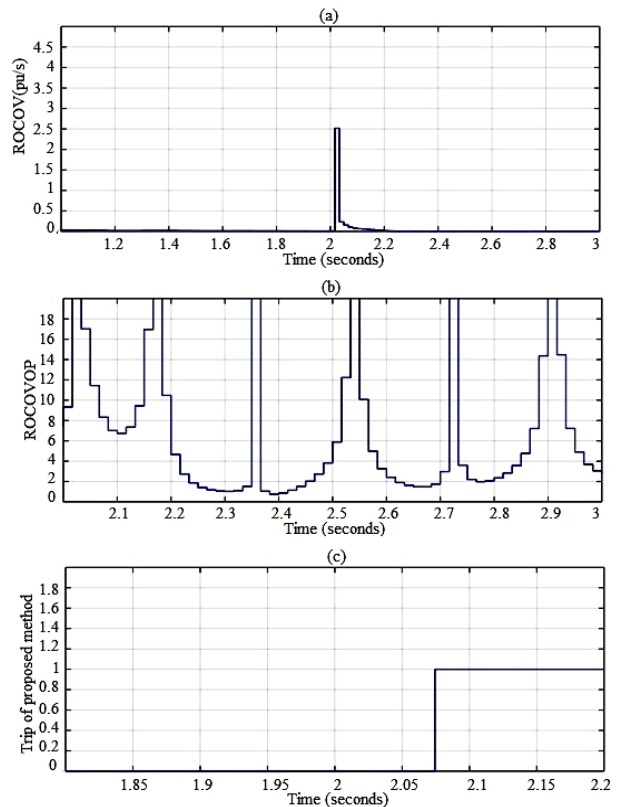 (a)
ROCOV(pu/s)
4.5
4
3.5
3
2.5
2
1.5
1
0.5
0
1.2 1.4 1.6 1.8 2 2.2 2.4 2.6 2.8 3
Time (seconds)
(b)
ROCOVOP
18
16
14
12
10
8
6
4
2
0
2.1 2.2 2.3 2.4 2.5 2.6 2.7 2.8 2.9 3
Time (seconds)
(c)
Trip of proposed method
1.8
1.6
1.4
1.2
1
0.8
0.6
0.4
0.2
0
1.85 1.9 1.95 2 2.05 2.1 2.15 2.2
Time (seconds)